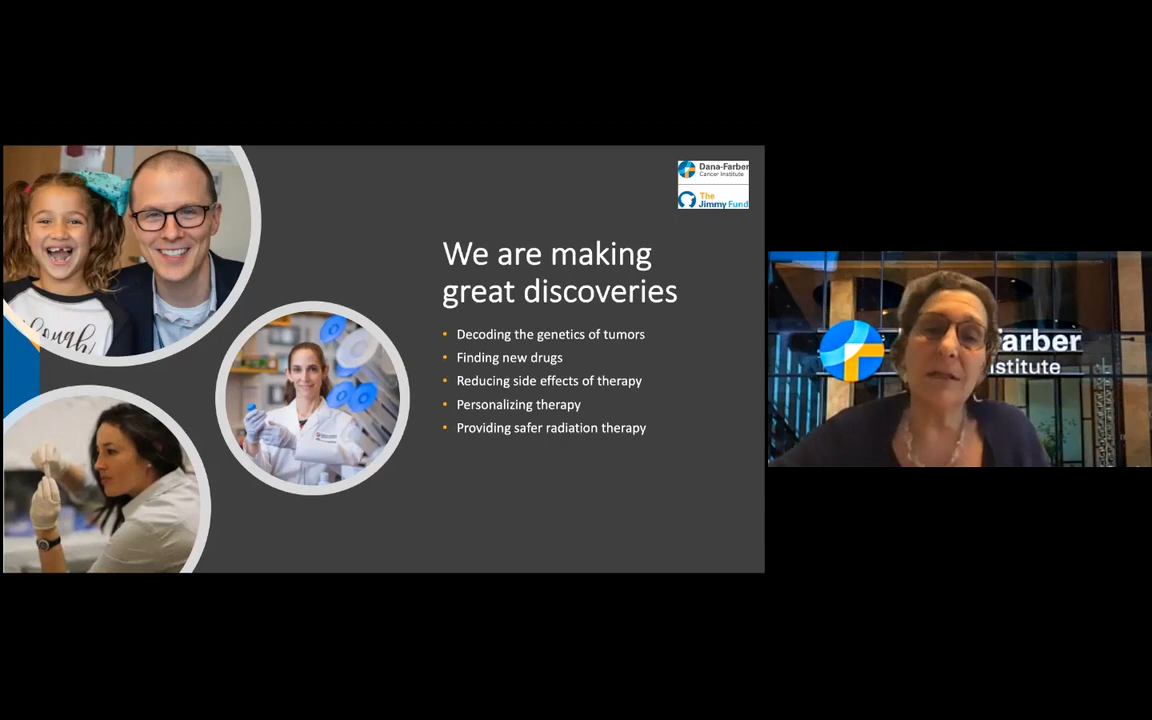 Dana-Farber
Cancer Institute
The
Jimmy Fund
We are making
great discoveries
Decoding the genetics of tumors
Finding new drugs
Reducing side effects of therapy
Personalizing therapy
Providing safer radiation therapy
arber
stitute